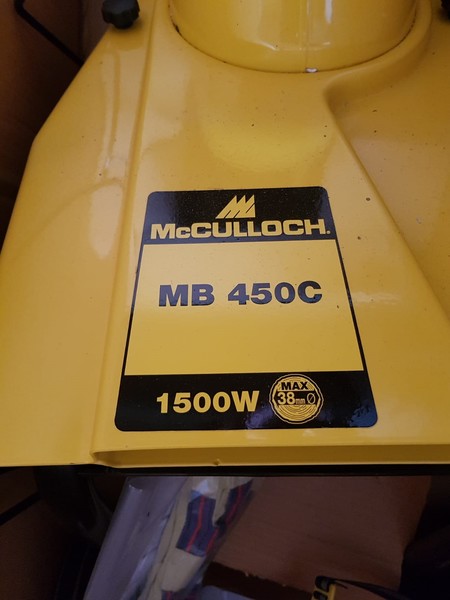 McCULLOCH.
MB 450C
1500W
MAX
38mm Ø